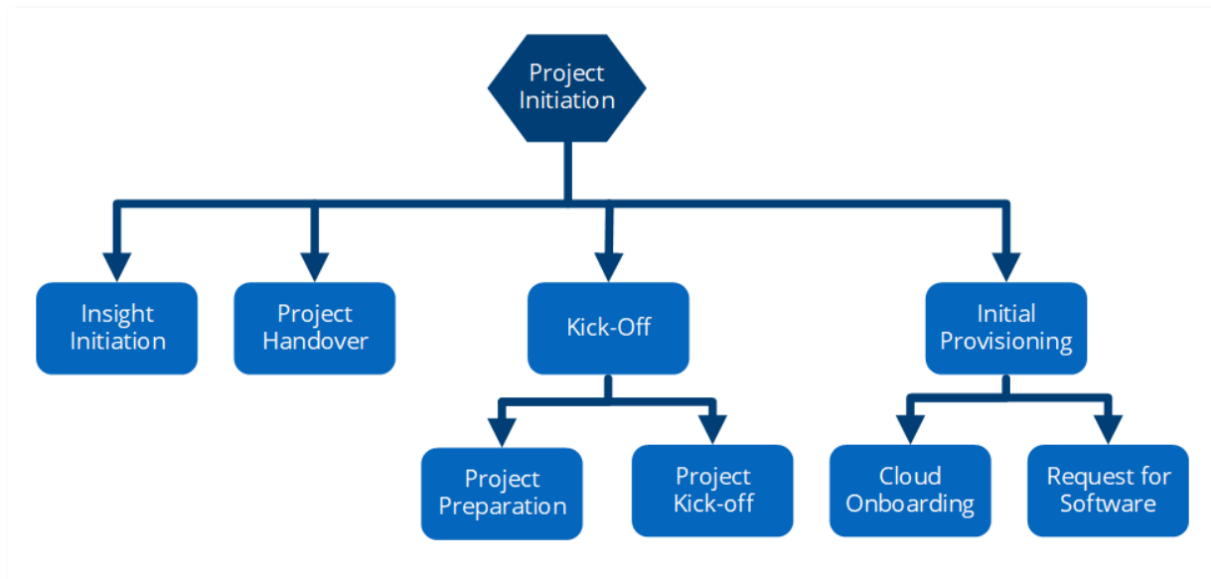 Project
Initiation
Insight
Initiation
Project
Handover
Kick-Off
Initial
Provisioning
Project
Preparation
Project
Kick-off
Cloud
Onboarding
Request for
Software